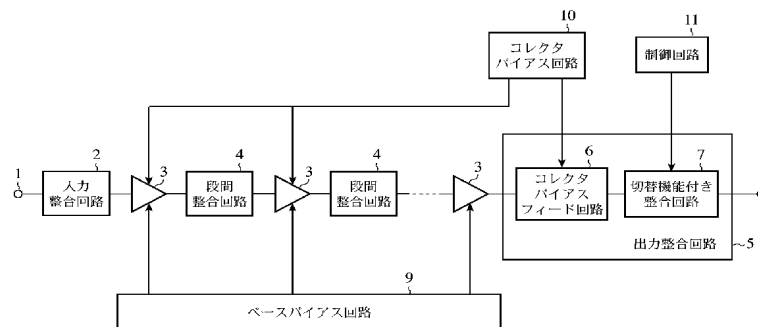 10
コレクタ
バイアス回路
11
制御回路
1
2
入力
整合回路
3
4
段間
整合回路
3
4
段間
整合回路
3
6
コレクタ
バイアス
フィード回路
7
切替機能付き
整合回路
出力整合回路
5
9
ベースバイアス回路